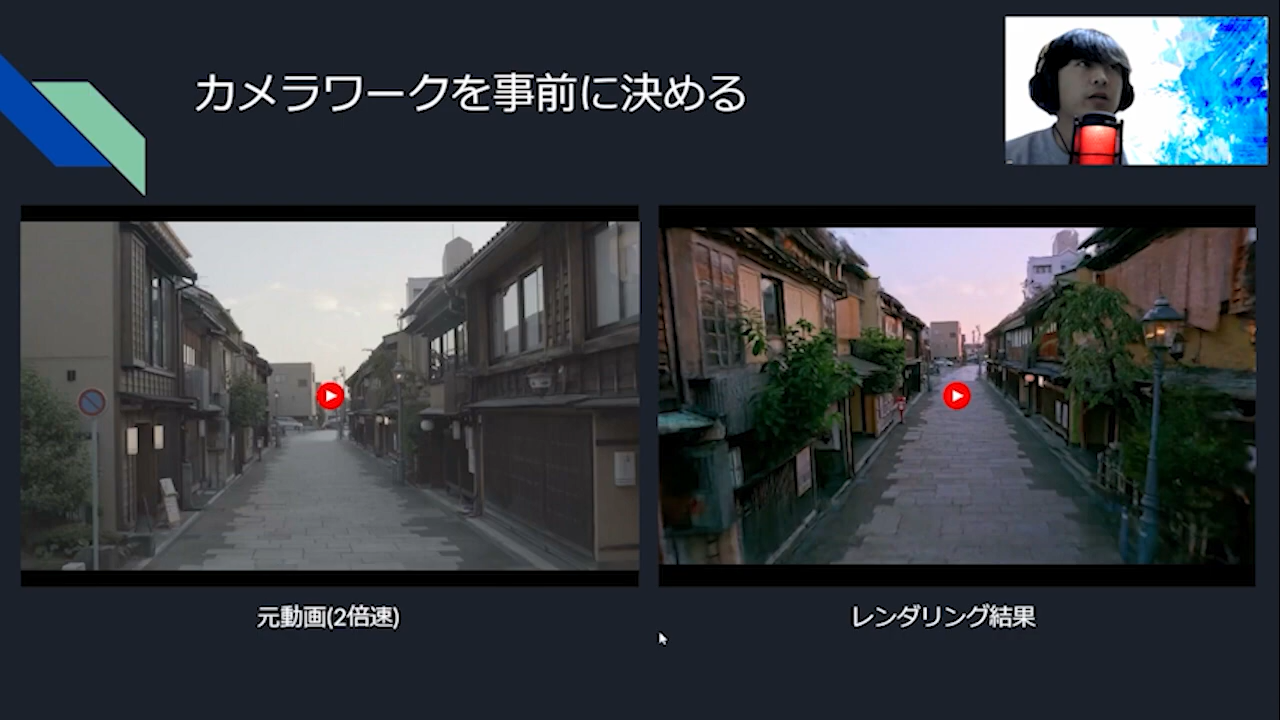 カメラワークを事前に決める
元動画(2倍速)
レンダリング結果